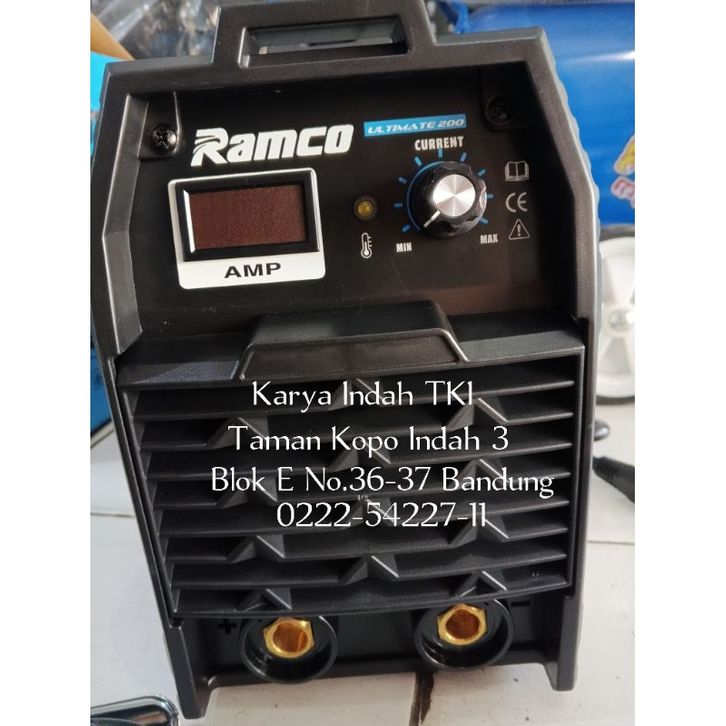 Ramco
ULTIMATE 200
CURRENT
MIN
MAX
CE
AMP
Karya Indah TKI
Taman Kopo Indah 3
Blok E No.36-37 Bandung
0222-54227-11
+
-